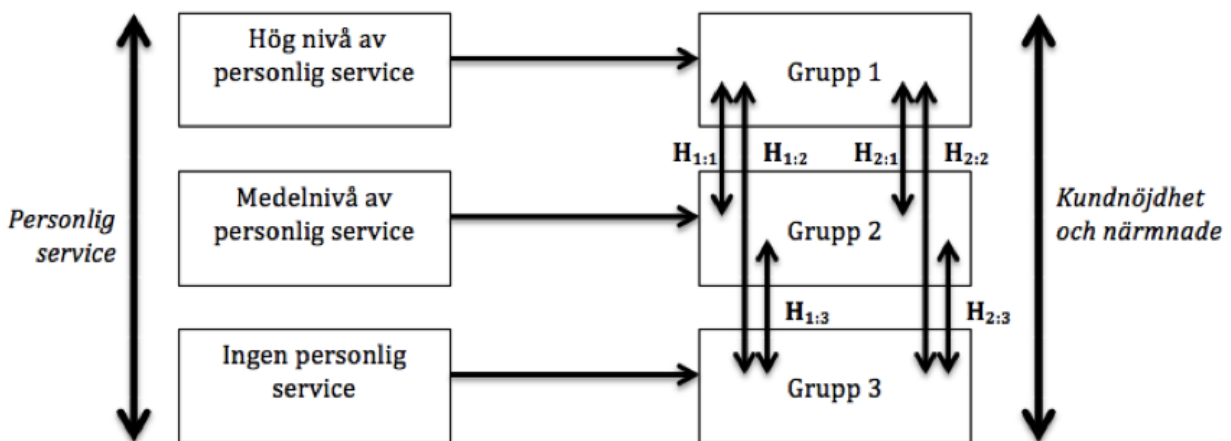 Hög nivå av
personlig service
Grupp 1
H1:1
H1:2
H2:1
H2:2
Personlig
service
Medelnivå av
personlig service
Grupp 2
Kundnöjdhet
och närmnade
H1:3
H2:3
Ingen personlig
service
Grupp 3